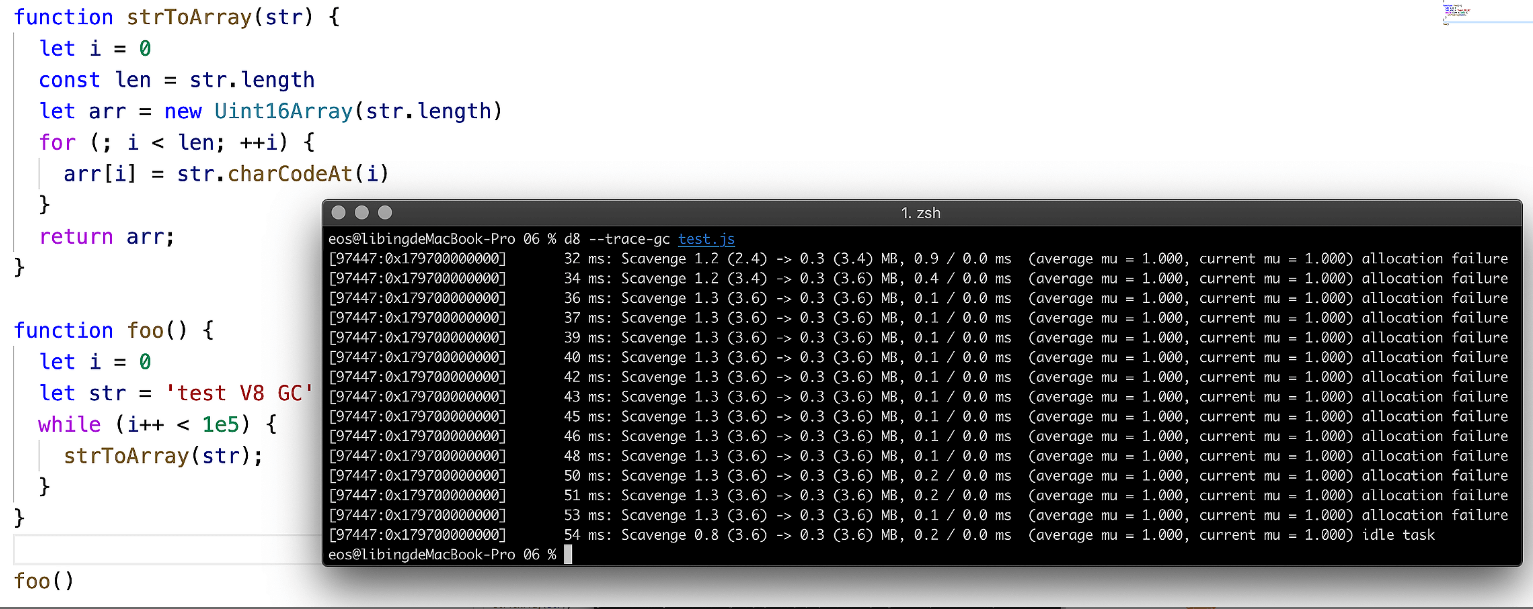 function strToArray(str) {
let i = 0
const len = str.length
let arr = new Uint16Array(str.length)
for (; i < len; ++i) {
arr[i] = str.charCodeAt(i)
}
return arr;
}
function foo() {
let i = 0
let str = 'test V8 GC'
while (i++ < 1e5) {
strToArray(str);
}
}
foo()
1. zsh
eos@libingdeMacBook-Pro 06 % d8 --trace-gc test.js
[97447:0x179700000000] 32 ms: Scavenge 1.2 (2.4) -> 0.3 (3.4) MB, 0.9 / 0.0 ms (average mu = 1.000, current mu = 1.000) allocation failure
[97447:0x179700000000] 34 ms: Scavenge 1.2 (3.4) -> 0.3 (3.6) MB, 0.4 / 0.0 ms (average mu = 1.000, current mu = 1.000) allocation failure
[97447:0x179700000000] 36 ms: Scavenge 1.3 (3.6) -> 0.3 (3.6) MB, 0.1 / 0.0 ms (average mu = 1.000, current mu = 1.000) allocation failure
[97447:0x179700000000] 37 ms: Scavenge 1.3 (3.6) -> 0.3 (3.6) MB, 0.1 / 0.0 ms (average mu = 1.000, current mu = 1.000) allocation failure
[97447:0x179700000000] 39 ms: Scavenge 1.3 (3.6) -> 0.3 (3.6) MB, 0.1 / 0.0 ms (average mu = 1.000, current mu = 1.000) allocation failure
[97447:0x179700000000] 40 ms: Scavenge 1.3 (3.6) -> 0.3 (3.6) MB, 0.1 / 0.0 ms (average mu = 1.000, current mu = 1.000) allocation failure
[97447:0x179700000000] 42 ms: Scavenge 1.3 (3.6) -> 0.3 (3.6) MB, 0.1 / 0.0 ms (average mu = 1.000, current mu = 1.000) allocation failure
[97447:0x179700000000] 43 ms: Scavenge 1.3 (3.6) -> 0.3 (3.6) MB, 0.1 / 0.0 ms (average mu = 1.000, current mu = 1.000) allocation failure
[97447:0x179700000000] 45 ms: Scavenge 1.3 (3.6) -> 0.3 (3.6) MB, 0.1 / 0.0 ms (average mu = 1.000, current mu = 1.000) allocation failure
[97447:0x179700000000] 46 ms: Scavenge 1.3 (3.6) -> 0.3 (3.6) MB, 0.1 / 0.0 ms (average mu = 1.000, current mu = 1.000) allocation failure
[97447:0x179700000000] 48 ms: Scavenge 1.3 (3.6) -> 0.3 (3.6) MB, 0.1 / 0.0 ms (average mu = 1.000, current mu = 1.000) allocation failure
[97447:0x179700000000] 50 ms: Scavenge 1.3 (3.6) -> 0.3 (3.6) MB, 0.2 / 0.0 ms (average mu = 1.000, current mu = 1.000) allocation failure
[97447:0x179700000000] 51 ms: Scavenge 1.3 (3.6) -> 0.3 (3.6) MB, 0.2 / 0.0 ms (average mu = 1.000, current mu = 1.000) allocation failure
[97447:0x179700000000] 53 ms: Scavenge 1.3 (3.6) -> 0.3 (3.6) MB, 0.1 / 0.0 ms (average mu = 1.000, current mu = 1.000) allocation failure
[97447:0x179700000000] 54 ms: Scavenge 0.8 (3.6) -> 0.3 (3.6) MB, 0.2 / 0.0 ms (average mu = 1.000, current mu = 1.000) idle task
eos@libingdeMacBook-Pro 06 %